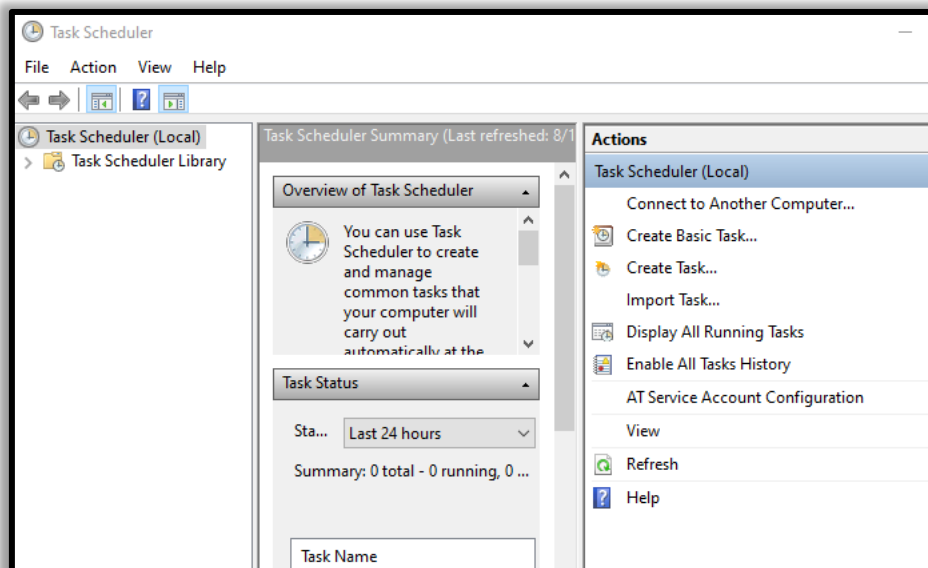 Task Scheduler
File Action View Help
Task Scheduler (Local)
Task Scheduler Library
Task Scheduler Summary (Last refreshed: 8/1
Overview of Task Scheduler
You can use Task
Scheduler to create
and manage
common tasks that
your computer will
carry out
automatically at the
Task Status
Sta...
Last 24 hours
Summary: 0 total - 0 running, 0 ...
Task Name
Actions
Task Scheduler (Local)
Connect to Another Computer...
Create Basic Task...
Create Task...
Import Task...
Display All Running Tasks
Enable All Tasks History
AT Service Account Configuration
View
Refresh
Help